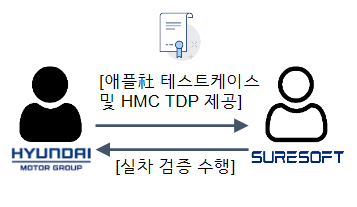 [애플社 테스트케이스
및 HMC TDP 제공]
HYUNDAI
MOTOR GROUP
SURESOFT
[실차 검증 수행]